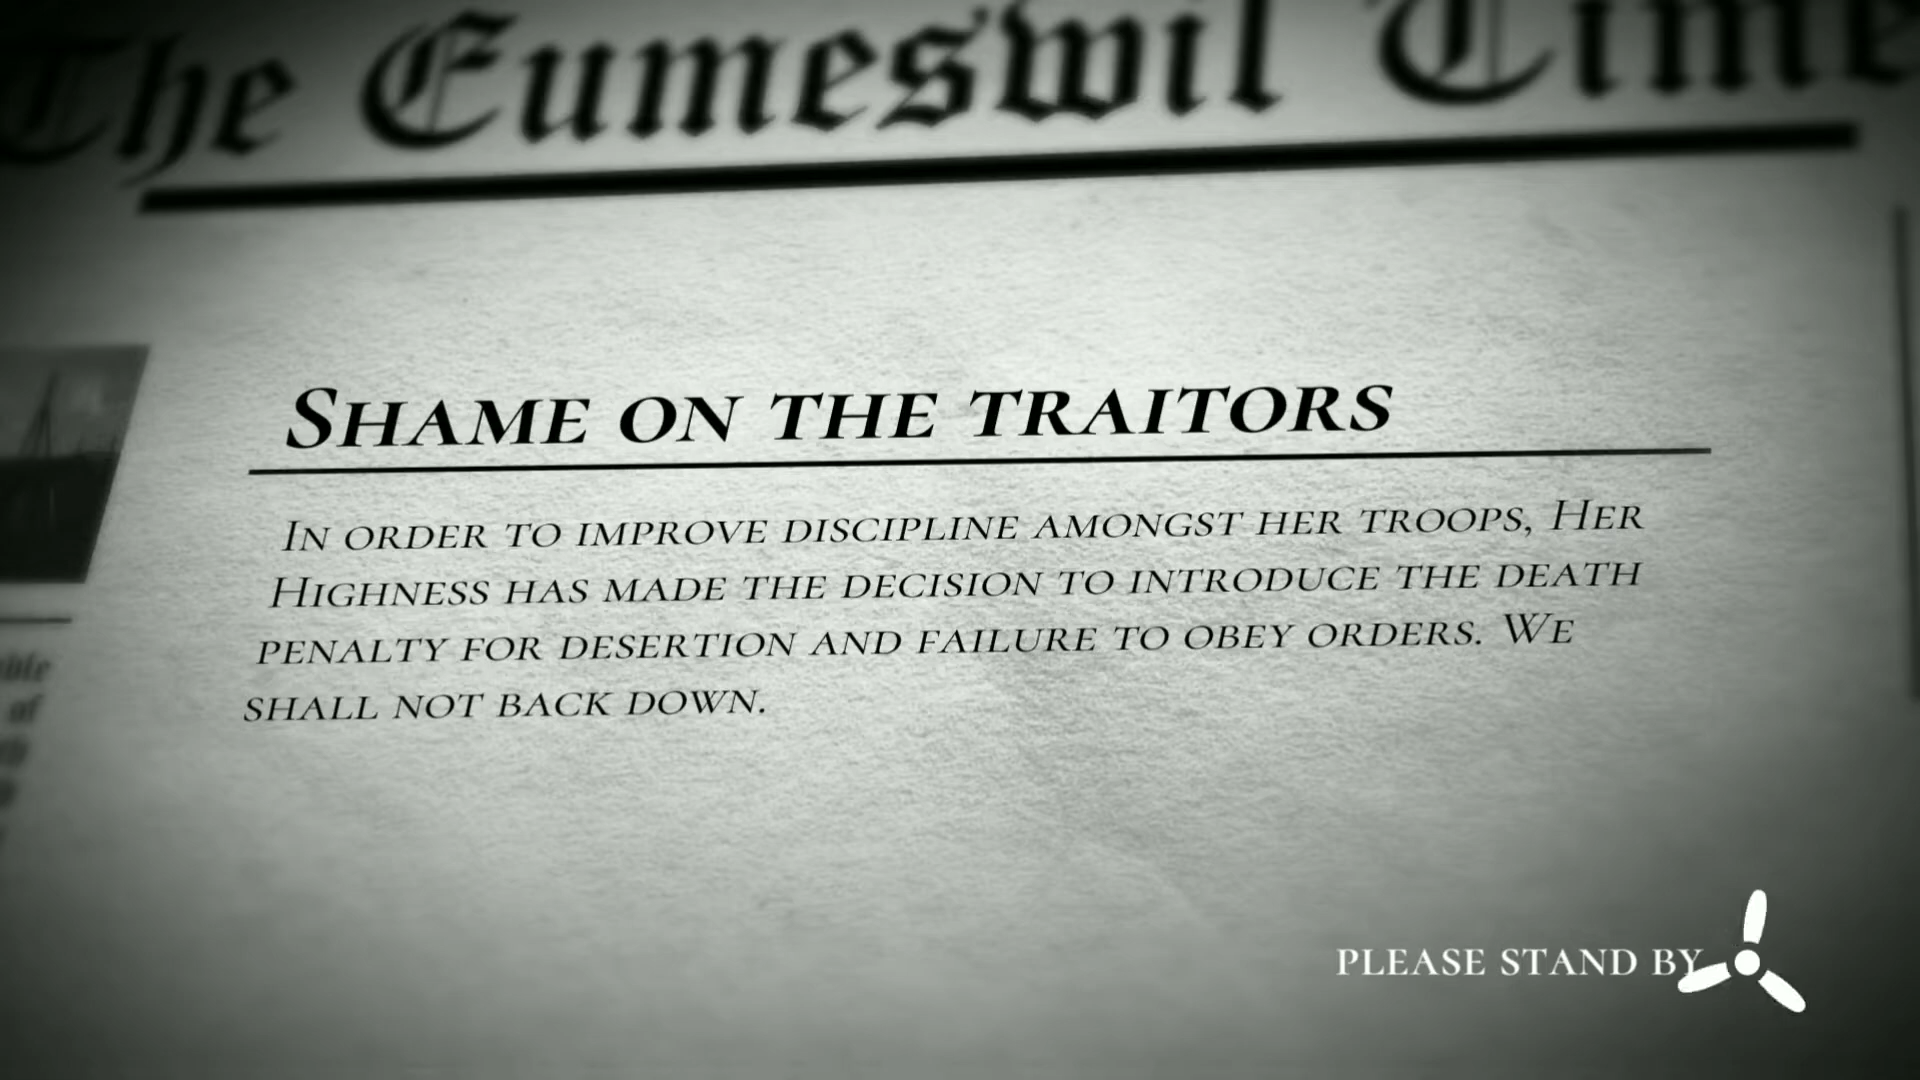 The Eumeswil Time
Shame on the traitors
In order to improve discipline amongst her troops, Her
Highness has made the decision to introduce the death
penalty for desertion and failure to obey orders. We
shall not back down.
of
PLEASE STAND BY